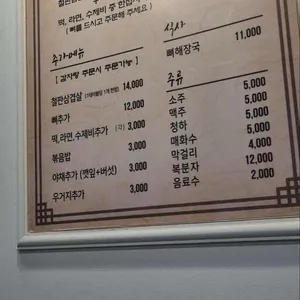 떡, 라면, 수제비 중 한접시
( 뼈를 드시고 주문해 주세요 )
추가메뉴
[ 감자탕 주문시 주문가능 ]
철판삼겹살 14,000
뼈추가 12,000
떡,라면,수제비추가 (각) 3,000
볶음밥 3,000
야채추가 (깻잎+버섯) 3,000
우거지추가 3,000
식사
뼈해장국 11,000
주류
소주 5,000
맥주 5,000
청하 5,000
매화수 5,000
막걸리 4,000
복분자 12,000
음료수 2,000